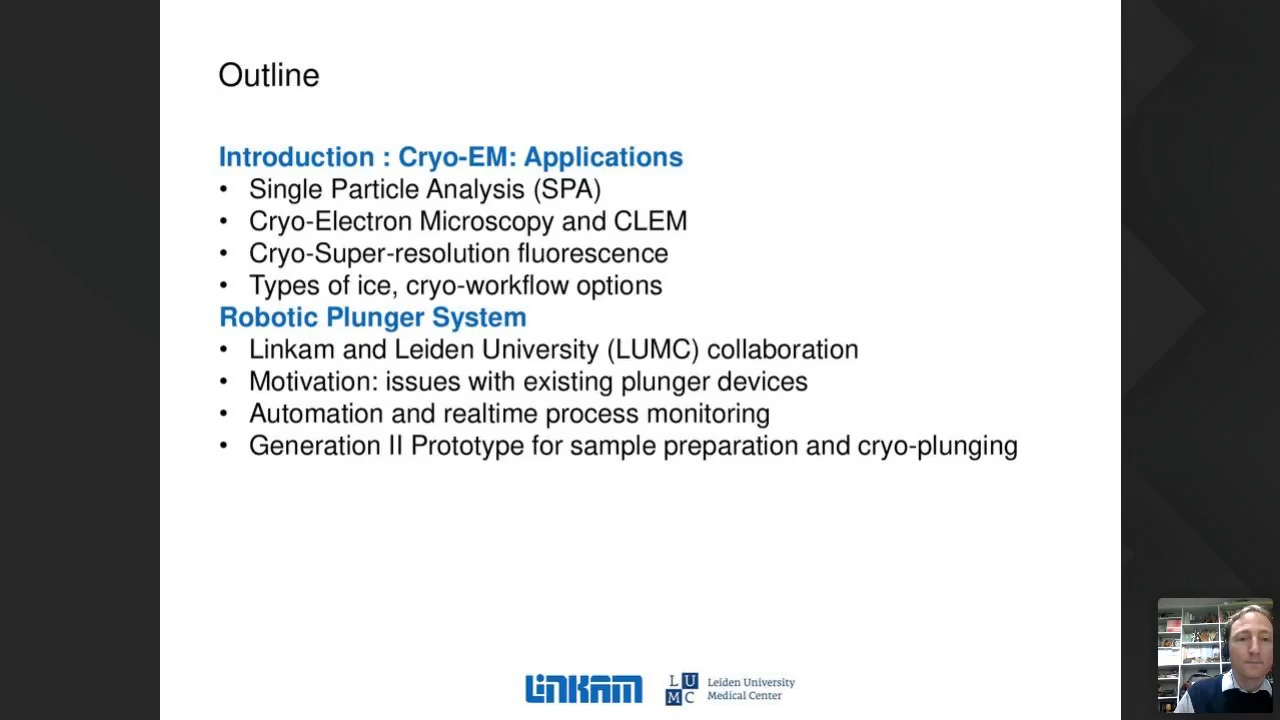 Outline
Introduction : Cryo-EM: Applications
• Single Particle Analysis (SPA)
• Cryo-Electron Microscopy and CLEM
• Cryo-Super-resolution fluorescence
• Types of ice, cryo-workflow options
Robotic Plunger System
• Linkam and Leiden University (LUMC) collaboration
• Motivation: issues with existing plunger devices
• Automation and realtime process monitoring
• Generation II Prototype for sample preparation and cryo-plunging
LINKAM
L U
M C
Leiden University
Medical Center